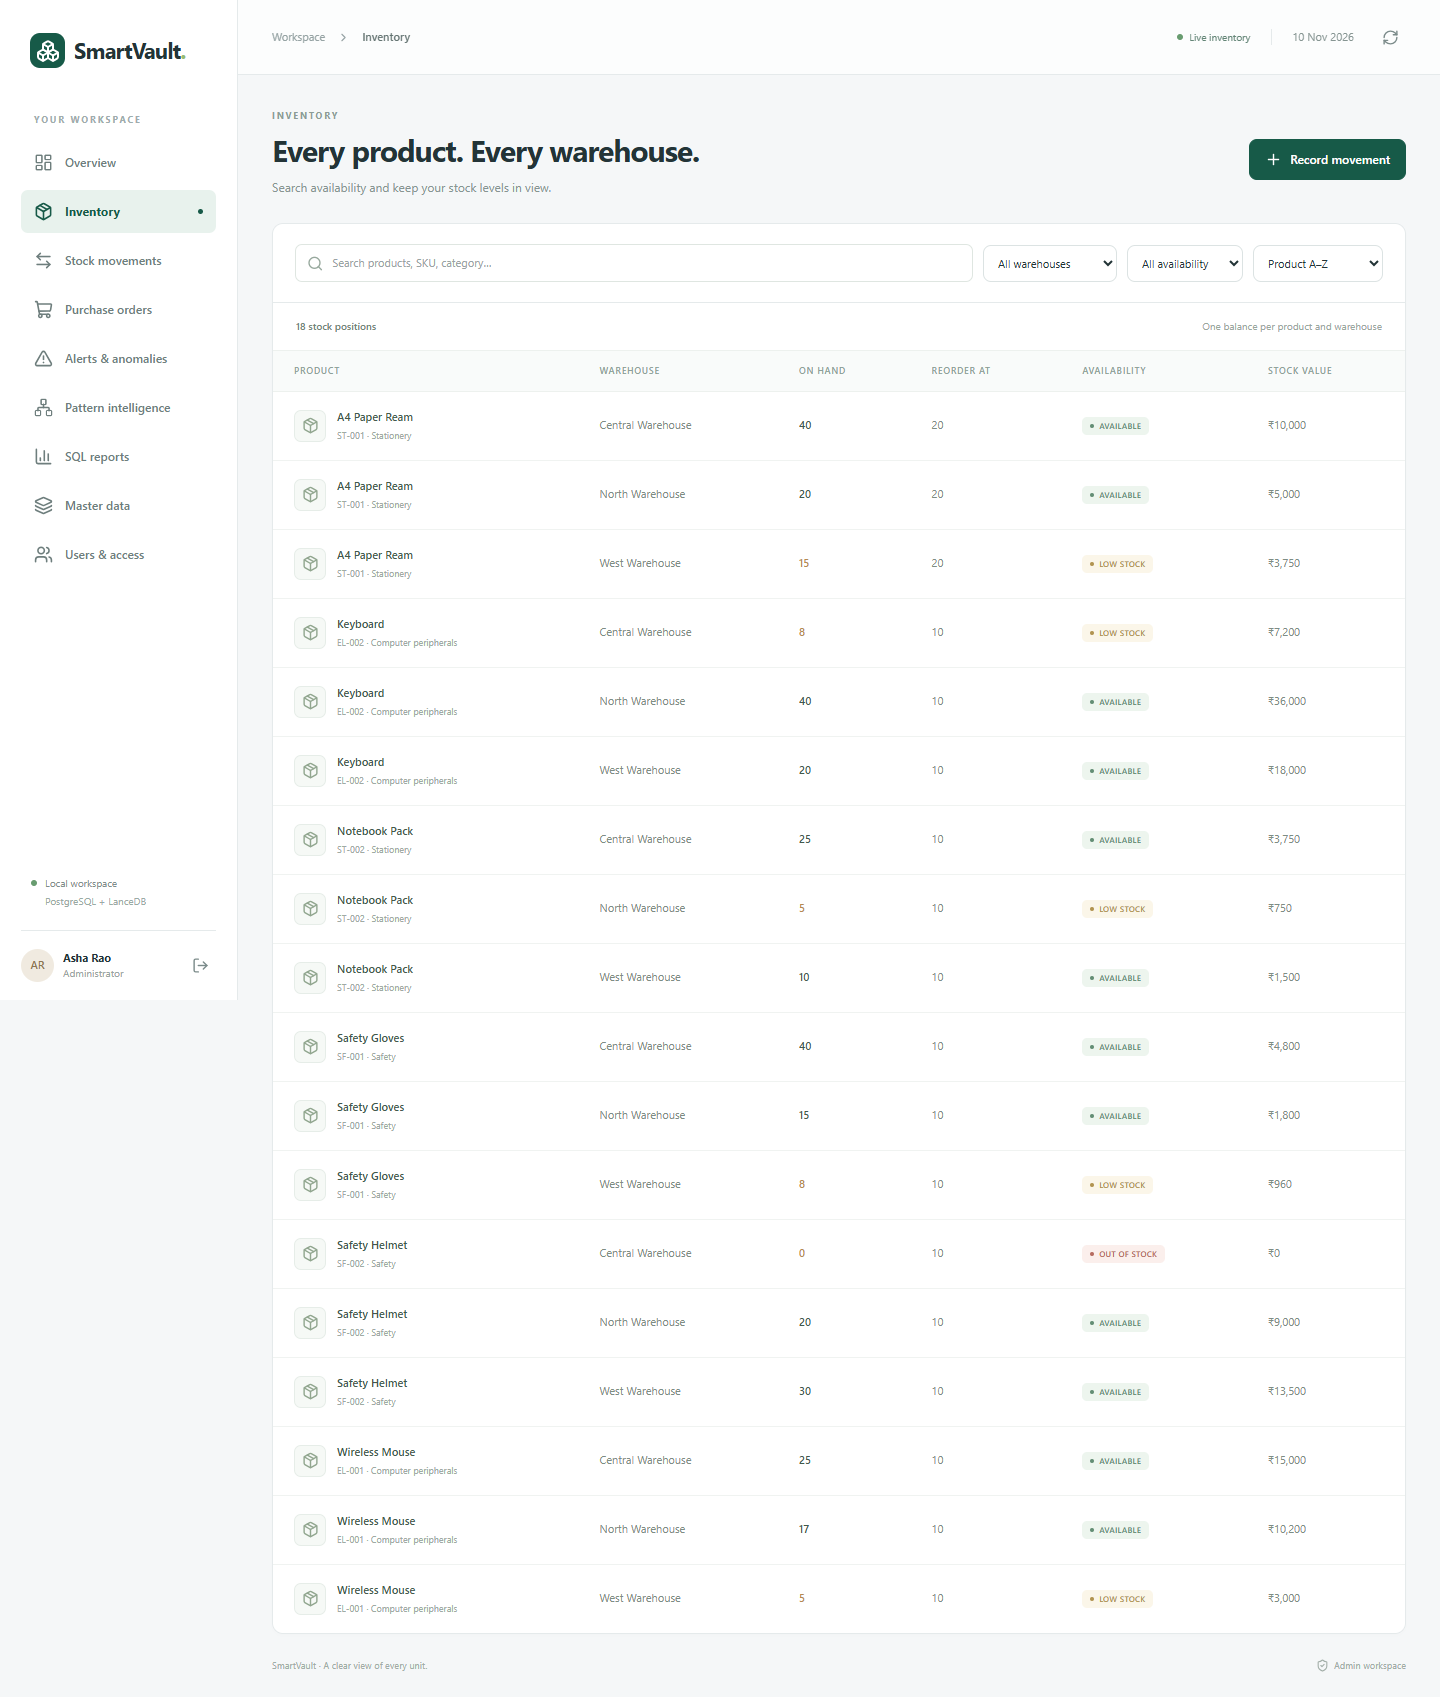 SmartVault.
YOUR WORKSPACE
Overview
Inventory
Stock movements
Purchase orders
Alerts & anomalies
Pattern intelligence
SQL reports
Master data
Users & access
Local workspace
PostgreSQL + LanceDB
AR
Asha Rao
Administrator
Workspace Inventory
Live inventory 10 Nov 2026
INVENTORY
Every product. Every warehouse.
Search availability and keep your stock levels in view.
Record movement
Search products, SKU, category... All warehouses All availability Product A–Z
18 stock positions One balance per product and warehouse
PRODUCT WAREHOUSE ON HAND REORDER AT AVAILABILITY STOCK VALUE
A4 Paper Ream
ST-001 · Stationery
Central Warehouse 40 20 AVAILABLE ₹10,000
A4 Paper Ream
ST-001 · Stationery
North Warehouse 20 20 AVAILABLE ₹5,000
A4 Paper Ream
ST-001 · Stationery
West Warehouse 15 20 LOW STOCK ₹3,750
Keyboard
EL-002 · Computer peripherals
Central Warehouse 8 10 LOW STOCK ₹7,200
Keyboard
EL-002 · Computer peripherals
North Warehouse 40 10 AVAILABLE ₹36,000
Keyboard
EL-002 · Computer peripherals
West Warehouse 20 10 AVAILABLE ₹18,000
Notebook Pack
ST-002 · Stationery
Central Warehouse 25 10 AVAILABLE ₹3,750
Notebook Pack
ST-002 · Stationery
North Warehouse 5 10 LOW STOCK ₹750
Notebook Pack
ST-002 · Stationery
West Warehouse 10 10 AVAILABLE ₹1,500
Safety Gloves
SF-001 · Safety
Central Warehouse 40 10 AVAILABLE ₹4,800
Safety Gloves
SF-001 · Safety
North Warehouse 15 10 AVAILABLE ₹1,800
Safety Gloves
SF-001 · Safety
West Warehouse 8 10 LOW STOCK ₹960
Safety Helmet
SF-002 · Safety
Central Warehouse 0 10 OUT OF STOCK ₹0
Safety Helmet
SF-002 · Safety
North Warehouse 20 10 AVAILABLE ₹9,000
Safety Helmet
SF-002 · Safety
West Warehouse 30 10 AVAILABLE ₹13,500
Wireless Mouse
EL-001 · Computer peripherals
Central Warehouse 25 10 AVAILABLE ₹15,000
Wireless Mouse
EL-001 · Computer peripherals
North Warehouse 17 10 AVAILABLE ₹10,200
Wireless Mouse
EL-001 · Computer peripherals
West Warehouse 5 10 LOW STOCK ₹3,000
SmartVault · A clear view of every unit. Admin workspace